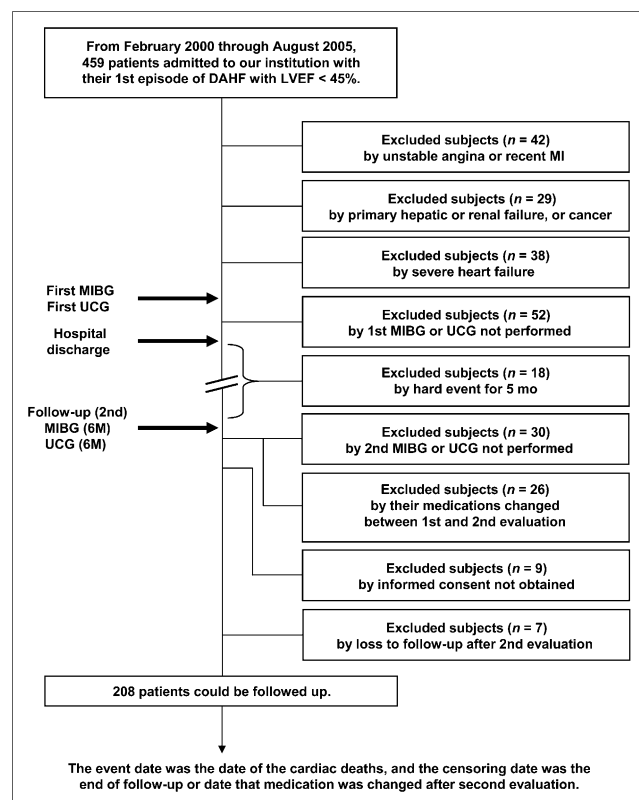 From February 2000 through August 2005,
459 patients admitted to our institution with
their 1st episode of DAHF with LVEF < 45%.
Excluded subjects (n = 42)
by unstable angina or recent MI
Excluded subjects (n = 29)
by primary hepatic or renal failure, or cancer
Excluded subjects (n = 38)
by severe heart failure
First MIBG
First UCG
Excluded subjects (n = 52)
by 1st MIBG or UCG not performed
Hospital
discharge
Excluded subjects (n = 18)
by hard event for 5 mo
Follow-up (2nd)
MIBG (6M)
UCG (6M)
Excluded subjects (n = 30)
by 2nd MIBG or UCG not performed
Excluded subjects (n = 26)
by their medications changed
between 1st and 2nd evaluation
Excluded subjects (n = 9)
by informed consent not obtained
Excluded subjects (n = 7)
by loss to follow-up after 2nd evaluation
208 patients could be followed up.
The event date was the date of the cardiac deaths, and the censoring date was the
end of follow-up or date that medication was changed after second evaluation.